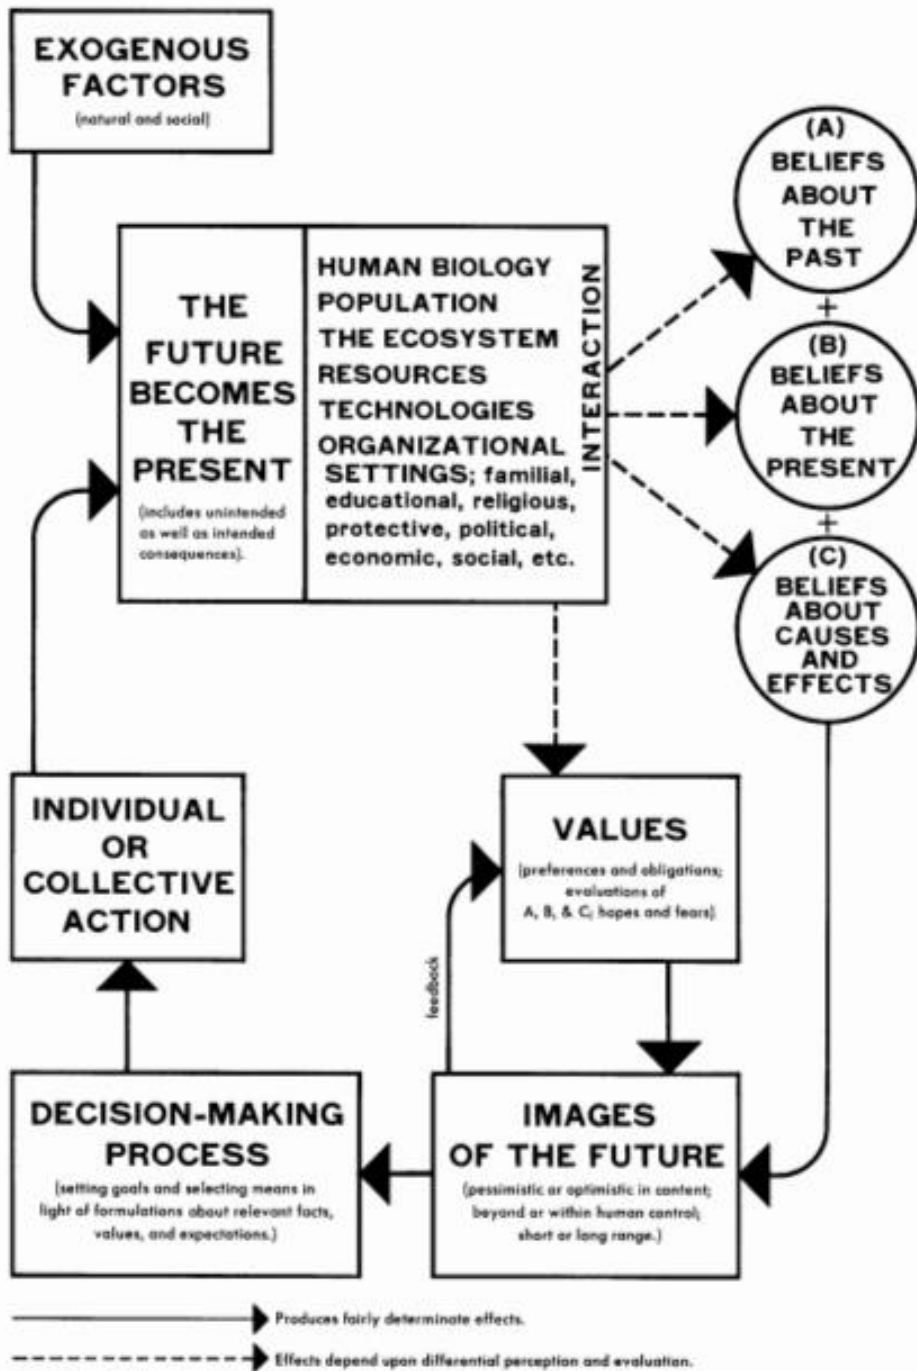 EXOGENOUS
FACTORS
(natural and social)
THE
FUTURE
BECOMES
THE
PRESENT
(includes unintended
as well as intended
consequences).
HUMAN BIOLOGY
POPULATION
THE ECOSYSTEM
RESOURCES
TECHNOLOGIES
ORGANIZATIONAL
SETTINGS; familial,
educational, religious,
protective, political,
economic, social, etc.
INTERACTION
(A)
BELIEFS
ABOUT
THE
PAST
+
(B)
BELIEFS
ABOUT
THE
PRESENT
+
(C)
BELIEFS
ABOUT
CAUSES
AND
EFFECTS
INDIVIDUAL
OR
COLLECTIVE
ACTION
VALUES
(preferences and obligations;
evaluations of
A, B, & C; hopes and fears)
feedback
DECISION-MAKING
PROCESS
(setting goals and selecting means in
light of formulations about relevant facts,
values, and expectations.)
IMAGES
OF THE FUTURE
(pessimistic or optimistic in content;
beyond or within human control;
short or long range.)
Produces fairly determinate effects.
Effects depend upon differential perception and evaluation.